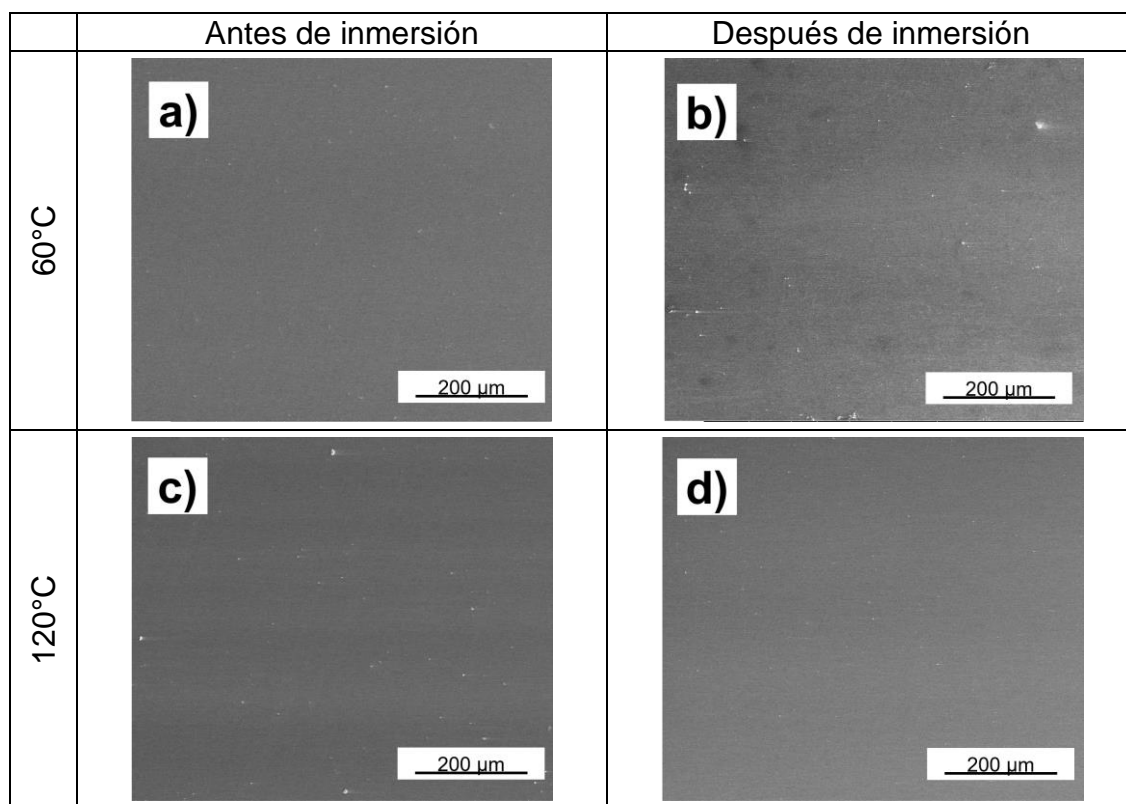 Antes de inmersión
Después de inmersión
60°C
a)
200 µm
b)
200 µm
120°C
c)
200 µm
d)
200 µm